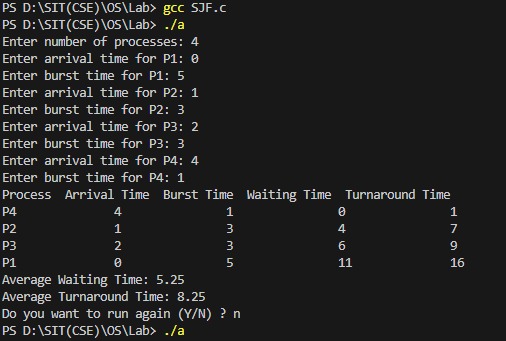 PS D:\SIT(CSE)\OS\Lab> gcc SJF.c
PS D:\SIT(CSE)\OS\Lab> ./a
Enter number of processes: 4
Enter arrival time for P1: 0
Enter burst time for P1: 5
Enter arrival time for P2: 1
Enter burst time for P2: 3
Enter arrival time for P3: 2
Enter burst time for P3: 3
Enter arrival time for P4: 4
Enter burst time for P4: 1
Process  Arrival Time  Burst Time  Waiting Time  Turnaround Time
P4 4 1 0 1
P2 1 3 4 7
P3 2 3 6 9
P1 0 5 11 16
Average Waiting Time: 5.25
Average Turnaround Time: 8.25
Do you want to run again (Y/N) ? n
PS D:\SIT(CSE)\OS\Lab> ./a